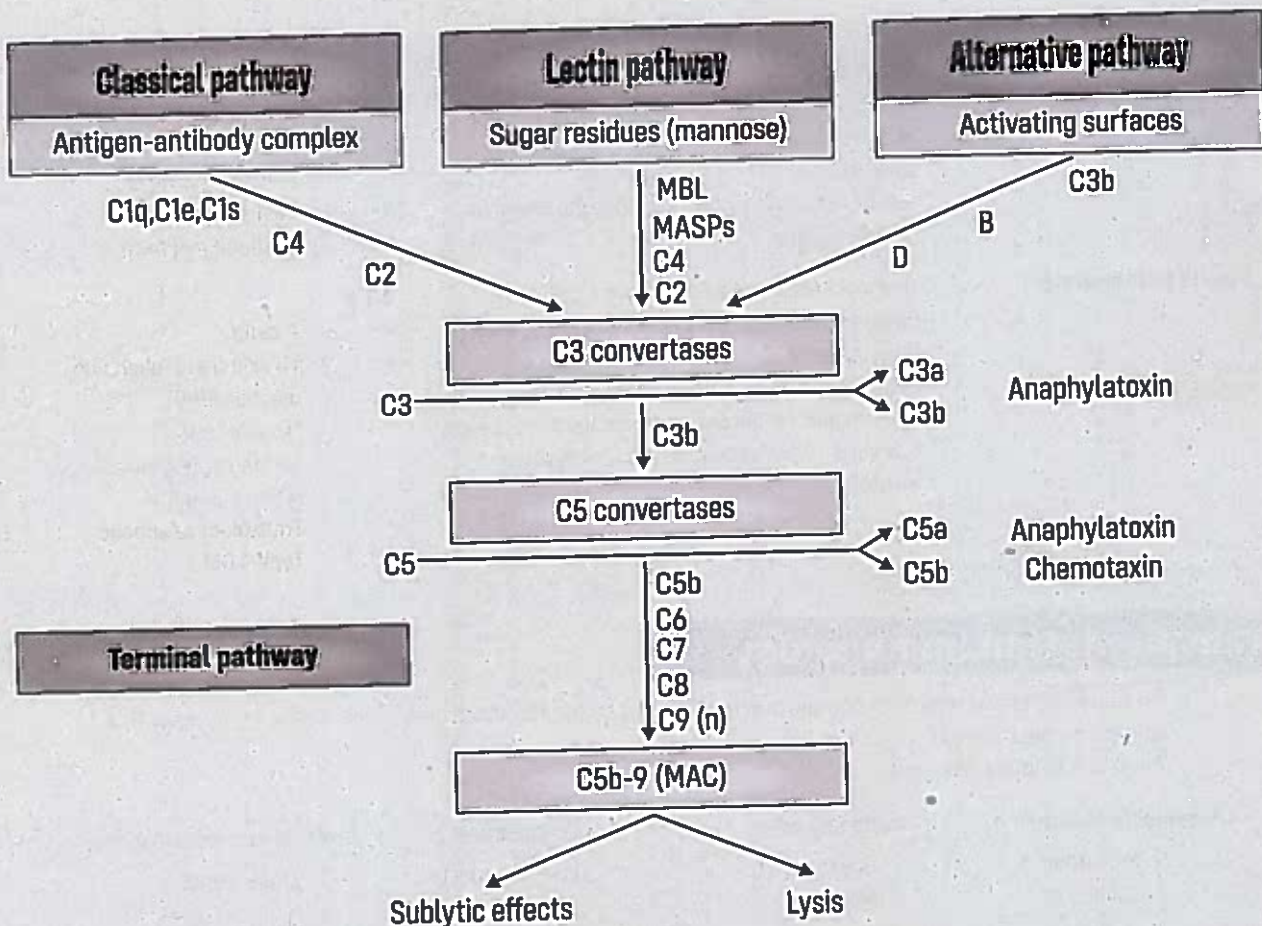 Classical pathway
Antigen-antibody complex
Lectin pathway
Sugar residues (mannose)
Alternative pathway
Activating surfaces
C1q,C1e,C1s
C4
C2
MBL
MASPs
C4
C2
C3b
B
D
C3 convertases
C3
C3a
C3b
Anaphylatoxin
C3b
C5 convertases
C5
C5a
C5b
Anaphylatoxin
Chemotaxin
C5b
C6
C7
C8
C9 (n)
Terminal pathway
C5b-9 (MAC)
Sublytic effects
Lysis